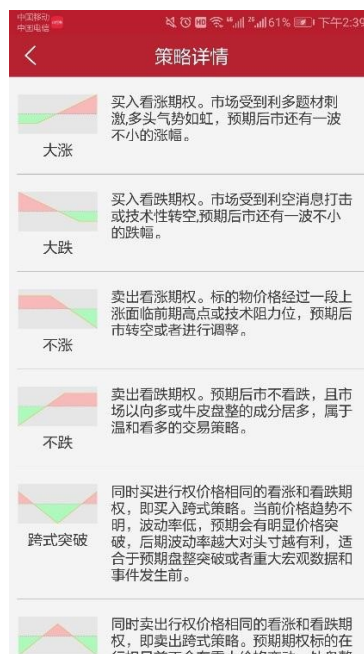 中国移动
中国电信
HD 61% 下午2:39
策略详情
大涨
买入看涨期权。市场受到利多题材刺
激,多头气势如虹，预期后市还有一波
不小的涨幅。
大跌
买入看跌期权。市场受到利空消息打击
或技术性转空,预期后市还有一波不小
的跌幅。
不涨
卖出看涨期权。标的物价格经过一段上
涨面临前期高点或技术阻力位，预期后
市转空或者进行调整。
不跌
卖出看跌期权。预期后市不看跌，且市
场以向多或牛皮盘整的成分居多，属于
温和看多的交易策略。
跨式突破
同时买进行权价格相同的看涨和看跌期
权，即买入跨式策略。当前价格趋势不
明，波动率低，预期会有明显价格突
破，后期波动率越大对头寸越有利，适
合于预期盘整突破或者重大宏观数据和
事件发生前。
同时卖出行权价格相同的看涨和看跌期
权，即卖出跨式策略。预期期权标的在